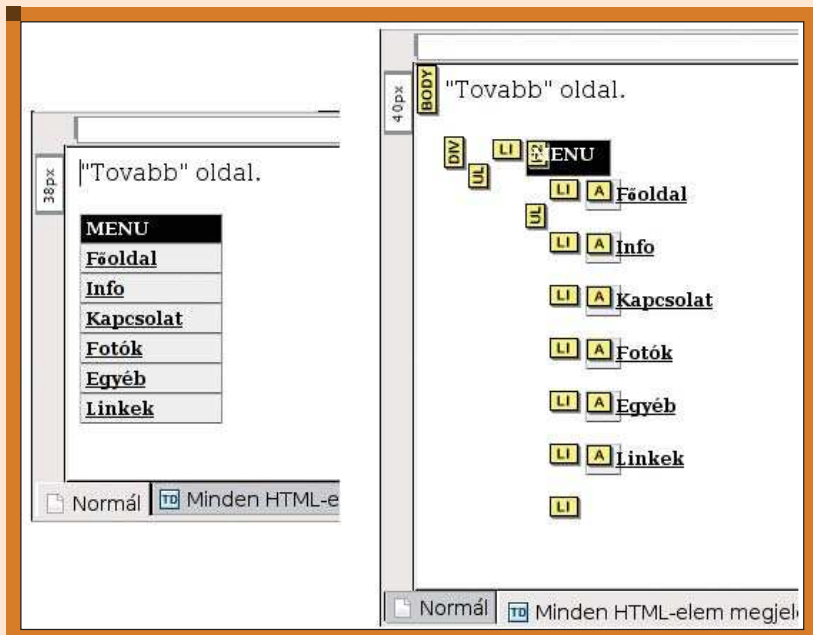 38px
"Tovabb" oldal.
MENU
Főoldal
Info
Kapcsolat
Fotók
Egyéb
Linkek
Normál
TD Minden HTML-e
40px
BODY
"Tovabb" oldal.
DIV
UL
LI
MENU
UL
LI A Főoldal
LI A Info
LI A Kapcsolat
LI A Fotók
LI A Egyéb
LI A Linkek
LI
Normál
TD Minden HTML-elem megjel